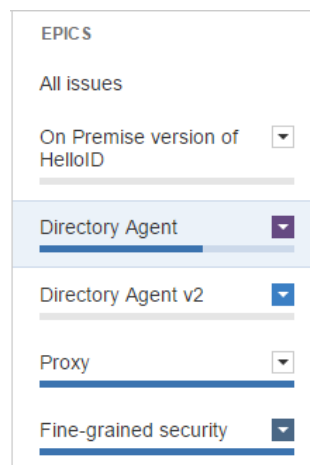 EPICS
All issues
On Premise version of
HelloID
Directory Agent
Directory Agent v2
Proxy
Fine-grained security